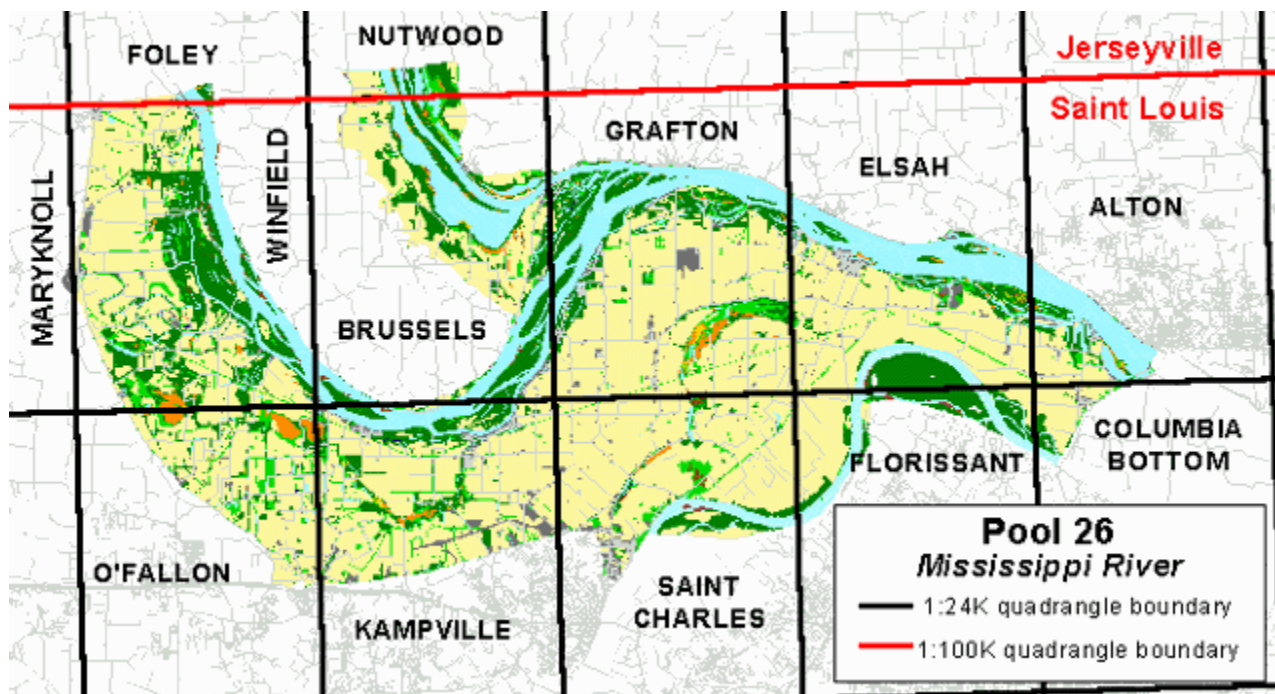 FOLEY
NUTWOOD
Jerseyville
Saint Louis
MARYKNOLL
WINFIELD
GRAFTON
ELSAH
ALTON
BRUSSELS
FLORISSANT
COLUMBIA
BOTTOM
O'FALLON
KAMPVILLE
SAINT
CHARLES
Pool 26
Mississippi River
1:24K quadrangle boundary
1:100K quadrangle boundary